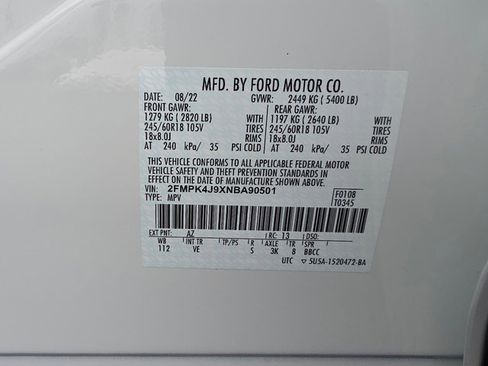 MFD. BY FORD MOTOR CO.
DATE: 08/22 GVWR: 2449 KG ( 5400 LB)
FRONT GAWR: REAR GAWR:
1279 KG ( 2820 LB) 1197 KG ( 2640 LB)
245/60R18 105V TIRES 245/60R18 105V TIRES
18x8.0J RIMS 18x8.0J RIMS
AT 240 kPa/ 35 PSI COLD AT 240 kPa/ 35 PSI COLD
THIS VEHICLE CONFORMS TO ALL APPLICABLE FEDERAL MOTOR
VEHICLE SAFETY AND THEFT PREVENTION STANDARDS IN EFFECT
ON THE DATE OF MANUFACTURE SHOWN ABOVE.
VIN: 2FMPK4J9XNBA90501 F0108
TYPE: MPV T0345
EXT PNT: AZ RC: 13 DSO:
WB INT TR TP/PS R AXLE TR SPR
112 VE 5 3K 8 BBCC
UTC ▽ 5U5A-1520472-BA